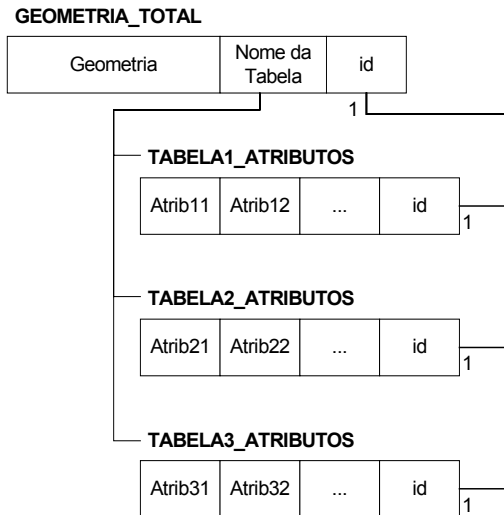 GEOMETRIA_TOTAL
Geometria
Nome da
Tabela
id
1
TABELA1_ATRIBUTOS
Atrib11 Atrib12 ... id
1
TABELA2_ATRIBUTOS
Atrib21 Atrib22 ... id
1
TABELA3_ATRIBUTOS
Atrib31 Atrib32 ... id
1